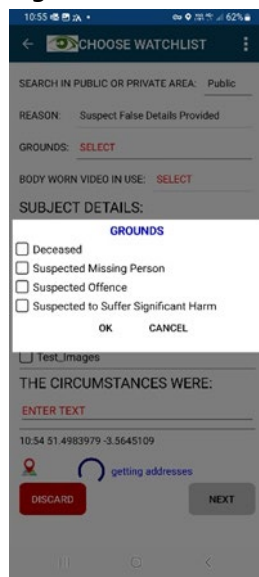 10:55
62%
CHOOSE WATCHLIST
SEARCH IN PUBLIC OR PRIVATE AREA: Public
REASON: Suspect False Details Provided
GROUNDS: SELECT
BODY WORN VIDEO IN USE: SELECT
SUBJECT DETAILS:
GROUNDS
Deceased
Suspected Missing Person
Suspected Offence
Suspected to Suffer Significant Harm
OK CANCEL
Test_Images
THE CIRCUMSTANCES WERE:
ENTER TEXT
10:54 51.4983979 -3.5645109
getting addresses
DISCARD NEXT